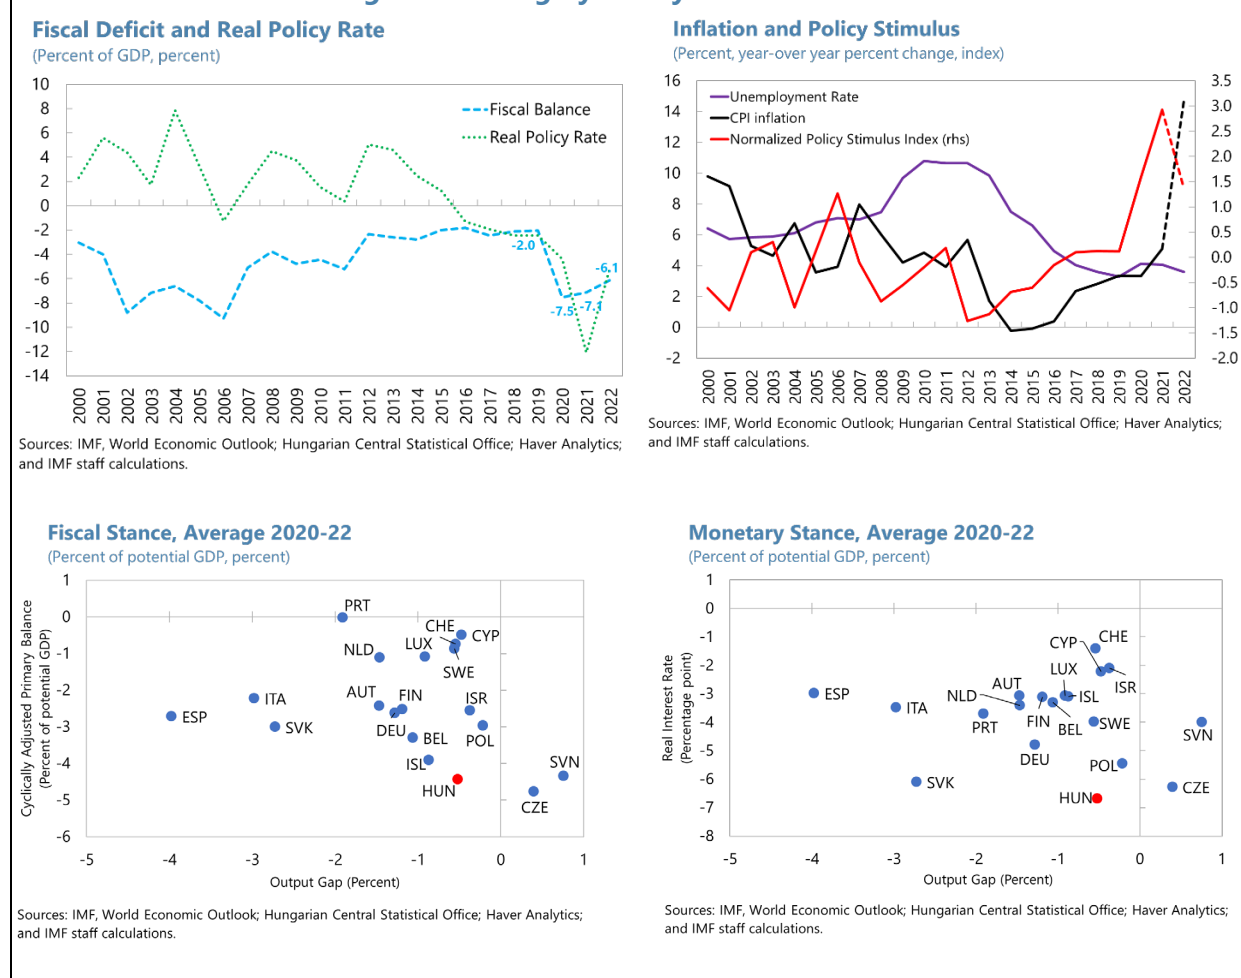 Fiscal Deficit and Real Policy Rate
(Percent of GDP, percent)
10
8
6
4
2
0
-2
-4
-6
-8
-10
-12
-14
Fiscal Balance
Real Policy Rate
-2.0
-6.1
-7.5
-7.1
2000
2001
2002
2003
2004
2005
2006
2007
2008
2009
2010
2011
2012
2013
2014
2015
2016
2017
2018
2019
2020
2021
2022
Sources: IMF, World Economic Outlook; Hungarian Central Statistical Office; Haver Analytics;
and IMF staff calculations.
Inflation and Policy Stimulus
(Percent, year-over year percent change, index)
16
14
12
10
8
6
4
2
0
-2
Unemployment Rate
CPI inflation
Normalized Policy Stimulus Index (rhs)
3.5
3.0
2.5
2.0
1.5
1.0
0.5
0.0
-0.5
-1.0
-1.5
-2.0
2000
2001
2002
2003
2004
2005
2006
2007
2008
2009
2010
2011
2012
2013
2014
2015
2016
2017
2018
2019
2020
2021
2022
Sources: IMF, World Economic Outlook; Hungarian Central Statistical Office; Haver Analytics;
and IMF staff calculations.
Fiscal Stance, Average 2020-22
(Percent of potential GDP, percent)
Cyclically Adjusted Primary Balance
(Percent of potential GDP)
1
0
-1
-2
-3
-4
-5
-6
PRT
CHE
CYP
LUX
NLD
SWE
AUT
FIN
ISR
ITA
ESP
SVK
DEU
BEL
POL
ISL
SVN
HUN
CZE
-5
-4
-3
-2
-1
0
1
Output Gap (Percent)
Sources: IMF, World Economic Outlook; Hungarian Central Statistical Office; Haver Analytics;
and IMF staff calculations.
Monetary Stance, Average 2020-22
(Percent of potential GDP, percent)
Real Interest Rate
(Percentage point)
1
0
-1
-2
-3
-4
-5
-6
-7
-8
CHE
CYP
LUX
ISR
AUT
NLD
ISL
ESP
ITA
PRT
FIN
BEL
SWE
SVN
DEU
POL
SVK
CZE
HUN
-5
-4
-3
-2
-1
0
1
Output Gap (Percent)
Sources: IMF, World Economic Outlook; Hungarian Central Statistical Office; Haver Analytics;
and IMF staff calculations.